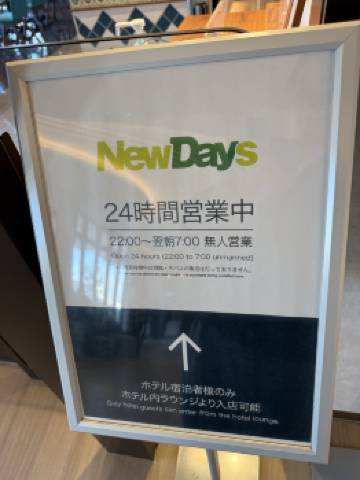 NewDays
24時間営業中
22:00～翌朝7:00 無人営業
Open 24 hours (22:00 to 7:00 unmanned)
ホテル宿泊者様のみ
ホテル内ラウンジより入店可能
Only hotel guests can enter from the hotel lounge.